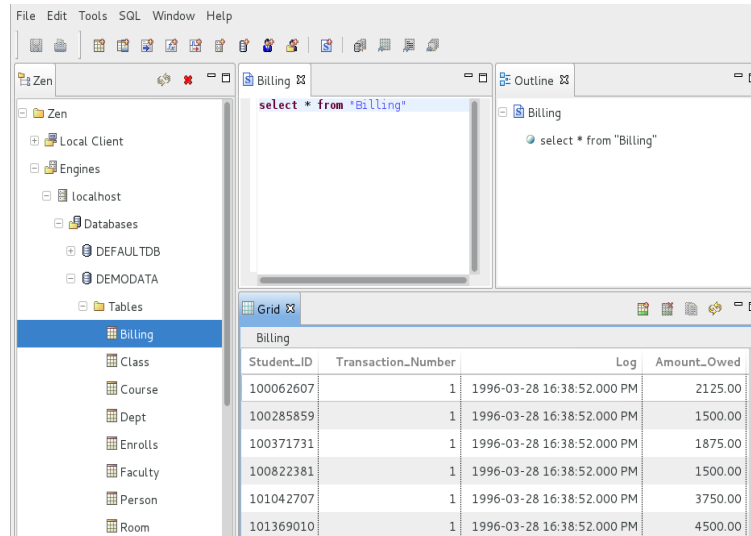 File Edit Tools SQL Window Help
Zen
Zen
Local Client
Engines
localhost
Databases
DEFAULTDB
DEMODATA
Tables
Billing
Class
Course
Dept
Enrolls
Faculty
Person
Room
Billing
select * from "Billing"
Outline
Billing
select * from "Billing"
Grid
Billing
Student_ID Transaction_Number Log Amount_Owed
100062607 1 1996-03-28 16:38:52.000 PM 2125.00
100285859 1 1996-03-28 16:38:52.000 PM 1500.00
100371731 1 1996-03-28 16:38:52.000 PM 1875.00
100822381 1 1996-03-28 16:38:52.000 PM 1500.00
101042707 1 1996-03-28 16:38:52.000 PM 3750.00
101369010 1 1996-03-28 16:38:52.000 PM 4500.00